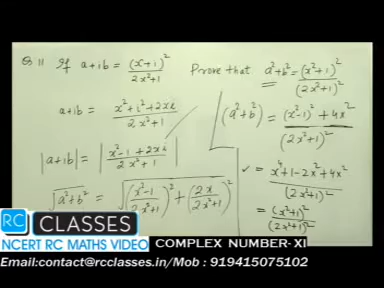 Q 11 If a+ib = (x+1)²/(2x²+1) Prove that a²+b² = (x²+1)²/(2x²+1)²
a+ib = (x²+i²+2xi)/(2x²+1)
|a+ib| = |(x²-1+2xi)/(2x²+1)|
√(a²+b²) = √(((x²-1)/(2x²+1))² + (2x/(2x²+1))²)
(a²+b²) = ((x²-1)²+4x²)/(2x²+1)²
= (x⁴+1-2x²+4x²)/(2x²+1)²
= (x²+1)²/(2x²+1)²
RC CLASSES
NCERT RC MATHS VIDEO COMPLEX NUMBER-XI
Email:contact@rcclasses.in/Mob : 919415075102